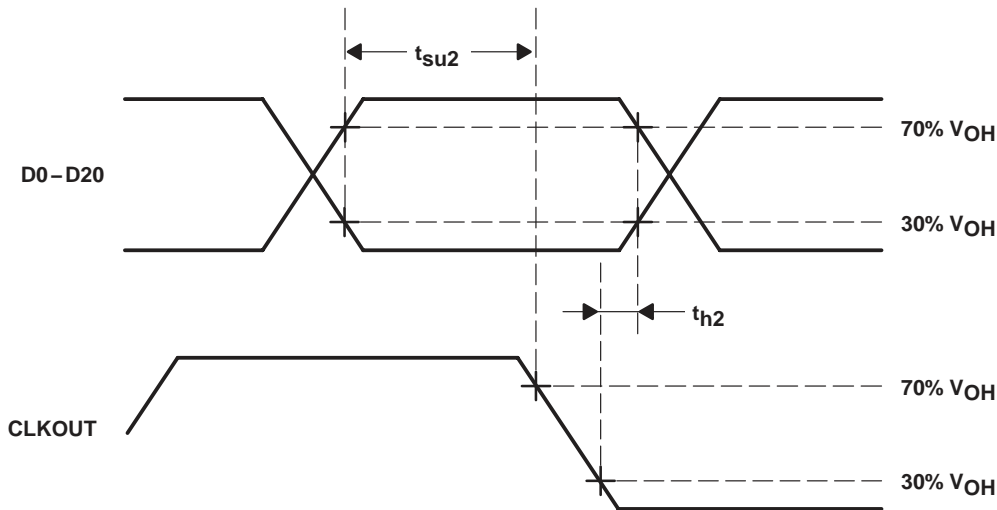 tsu2
70% VOH
D0–D20
30% VOH
th2
70% VOH
CLKOUT
30% VOH